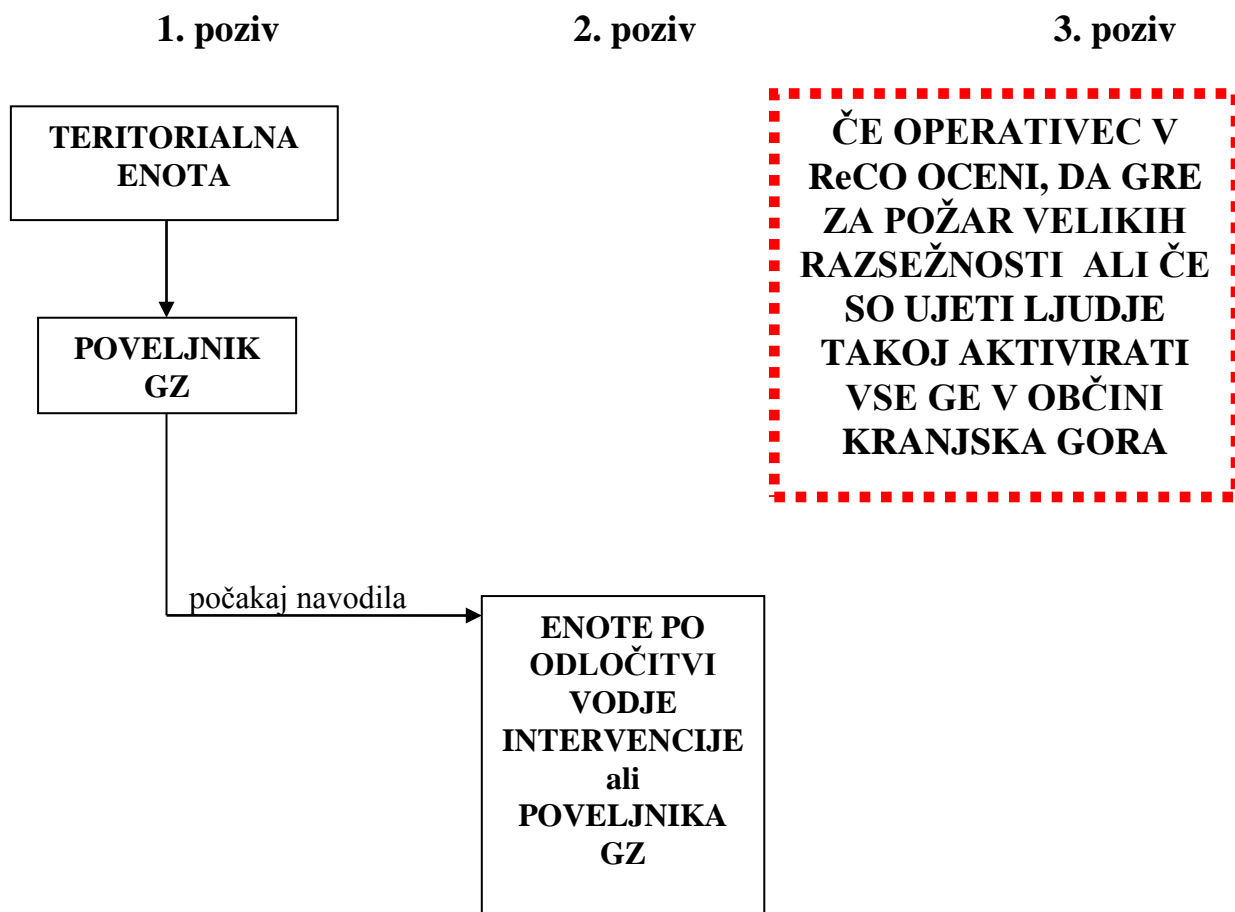 1. poziv 2. poziv 3. poziv
TERITORIALNA
ENOTA
POVELJNIK
GZ
počakaj navodila
ENOTE PO
ODLOČITVI
VODJE
INTERVENCIJE
ali
POVELJNIKA
GZ
ČE OPERATIVEC V
ReCO OCENI, DA GRE
ZA POŽAR VELIKIH
RAZSEŽNOSTI ALI ČE
SO UJETI LJUDJE
TAKOJ AKTIVIRATI
VSE GE V OBČINI
KRANJSKA GORA